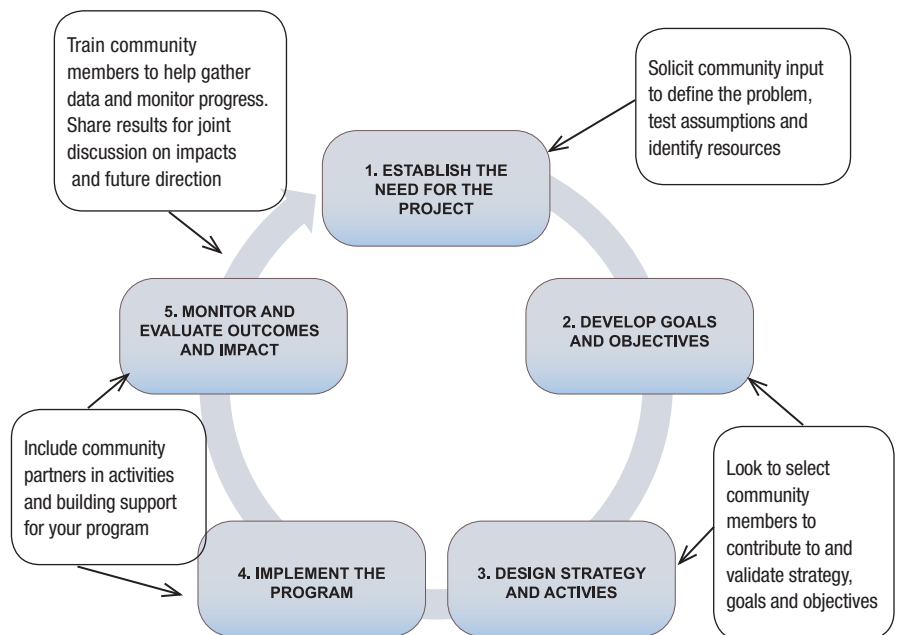 Train community
members to help gather
data and monitor progress.
Share results for joint
discussion on impacts
and future direction
Solicit community input
to define the problem,
test assumptions and
identify resources
1. ESTABLISH THE
NEED FOR THE
PROJECT
5. MONITOR AND
EVALUATE OUTCOMES
AND IMPACT
2. DEVELOP GOALS
AND OBJECTIVES
Include community
partners in activities
and building support
for your program
Look to select
community
members to
contribute to and
validate strategy,
goals and objectives
4. IMPLEMENT THE
PROGRAM
3. DESIGN STRATEGY
AND ACTIVIES